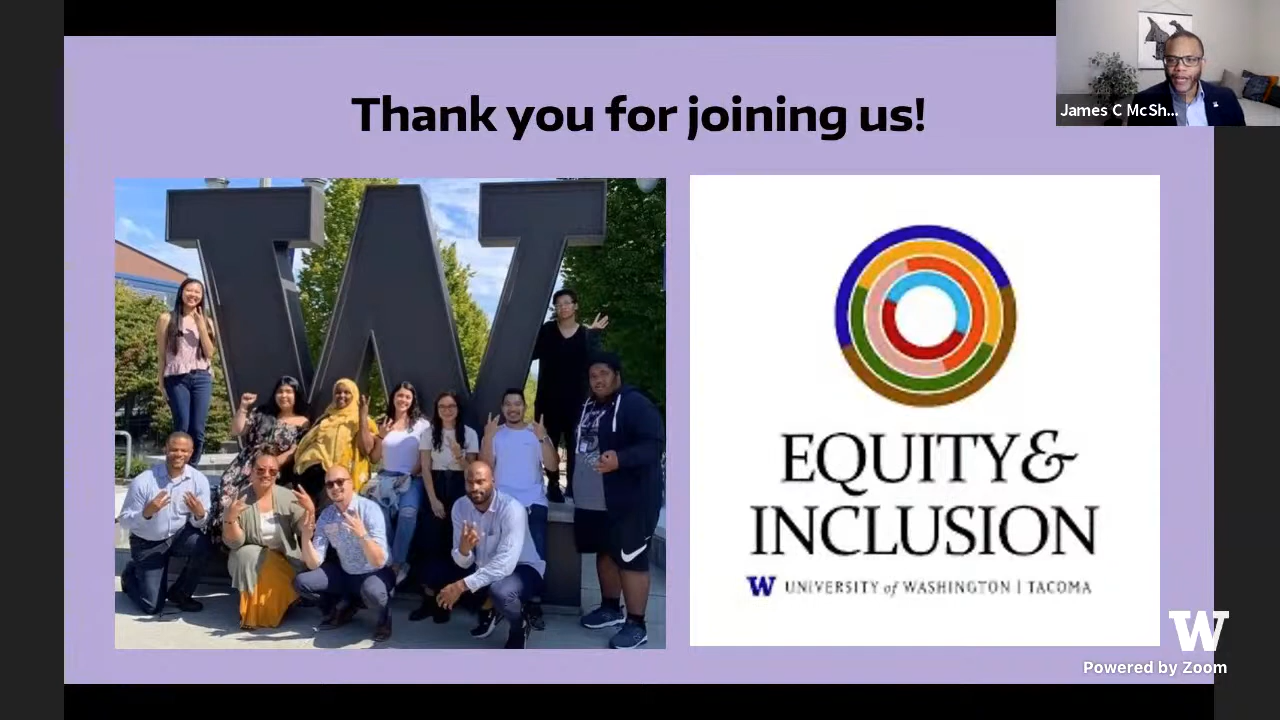 Thank you for joining us!
James C McSh...
W
EQUITY &
INCLUSION
W UNIVERSITY of WASHINGTON | TACOMA
W
Powered by Zoom